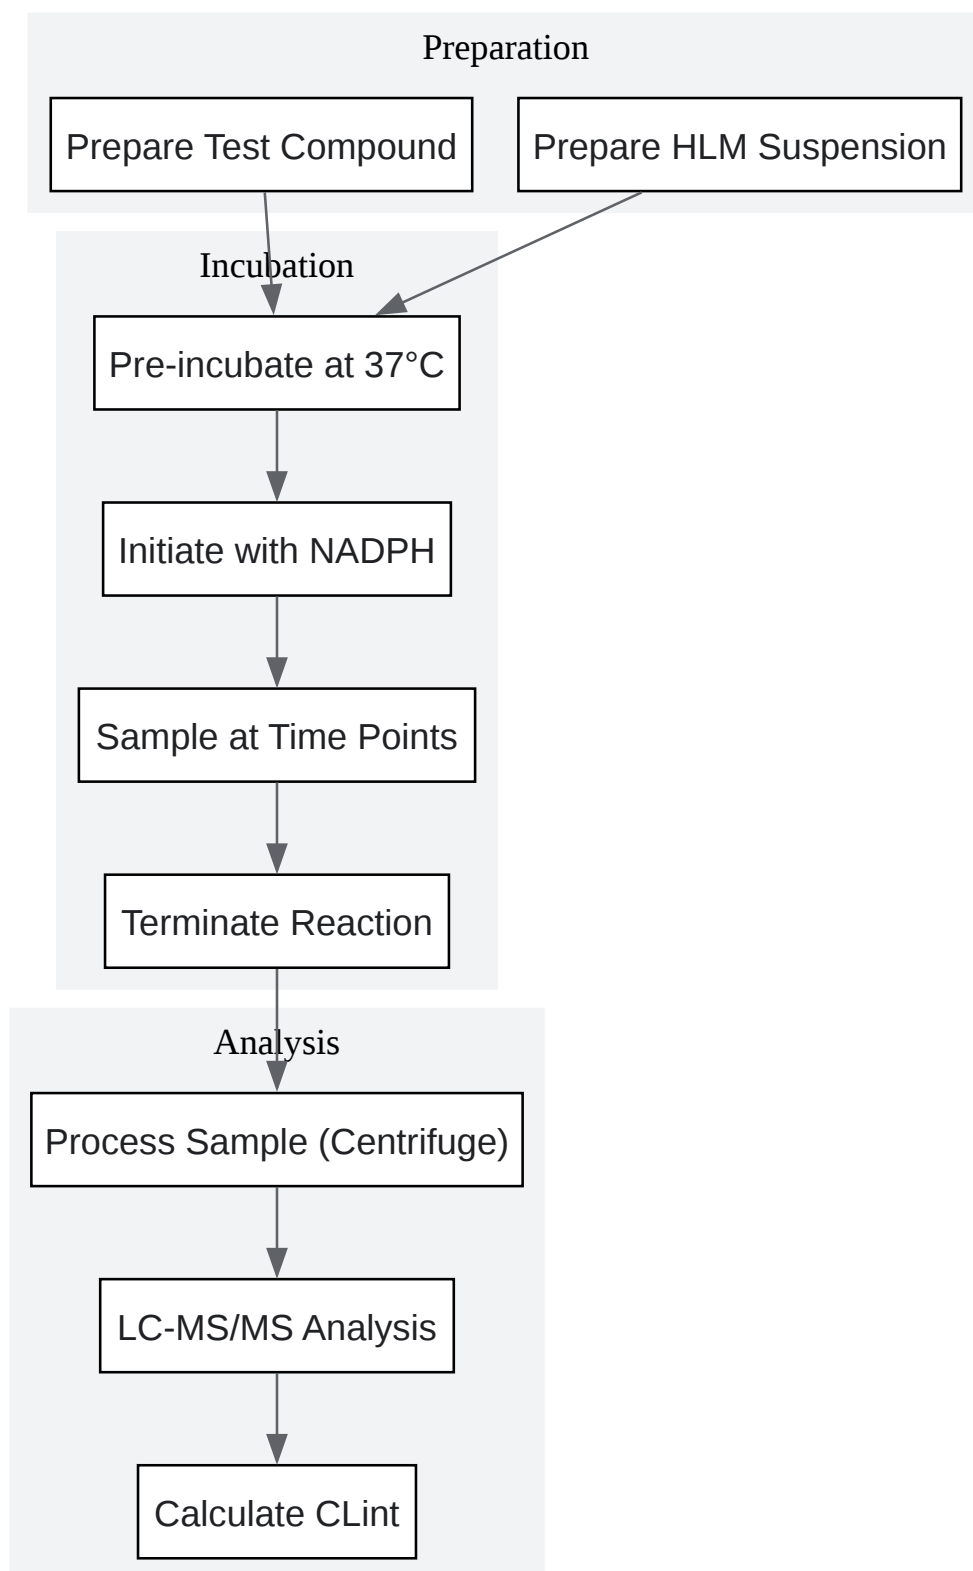 Preparation
Prepare Test Compound
Prepare HLM Suspension
Incubation
Pre-incubate at 37°C
Initiate with NADPH
Sample at Time Points
Terminate Reaction
Analysis
Process Sample (Centrifuge)
LC-MS/MS Analysis
Calculate CLint